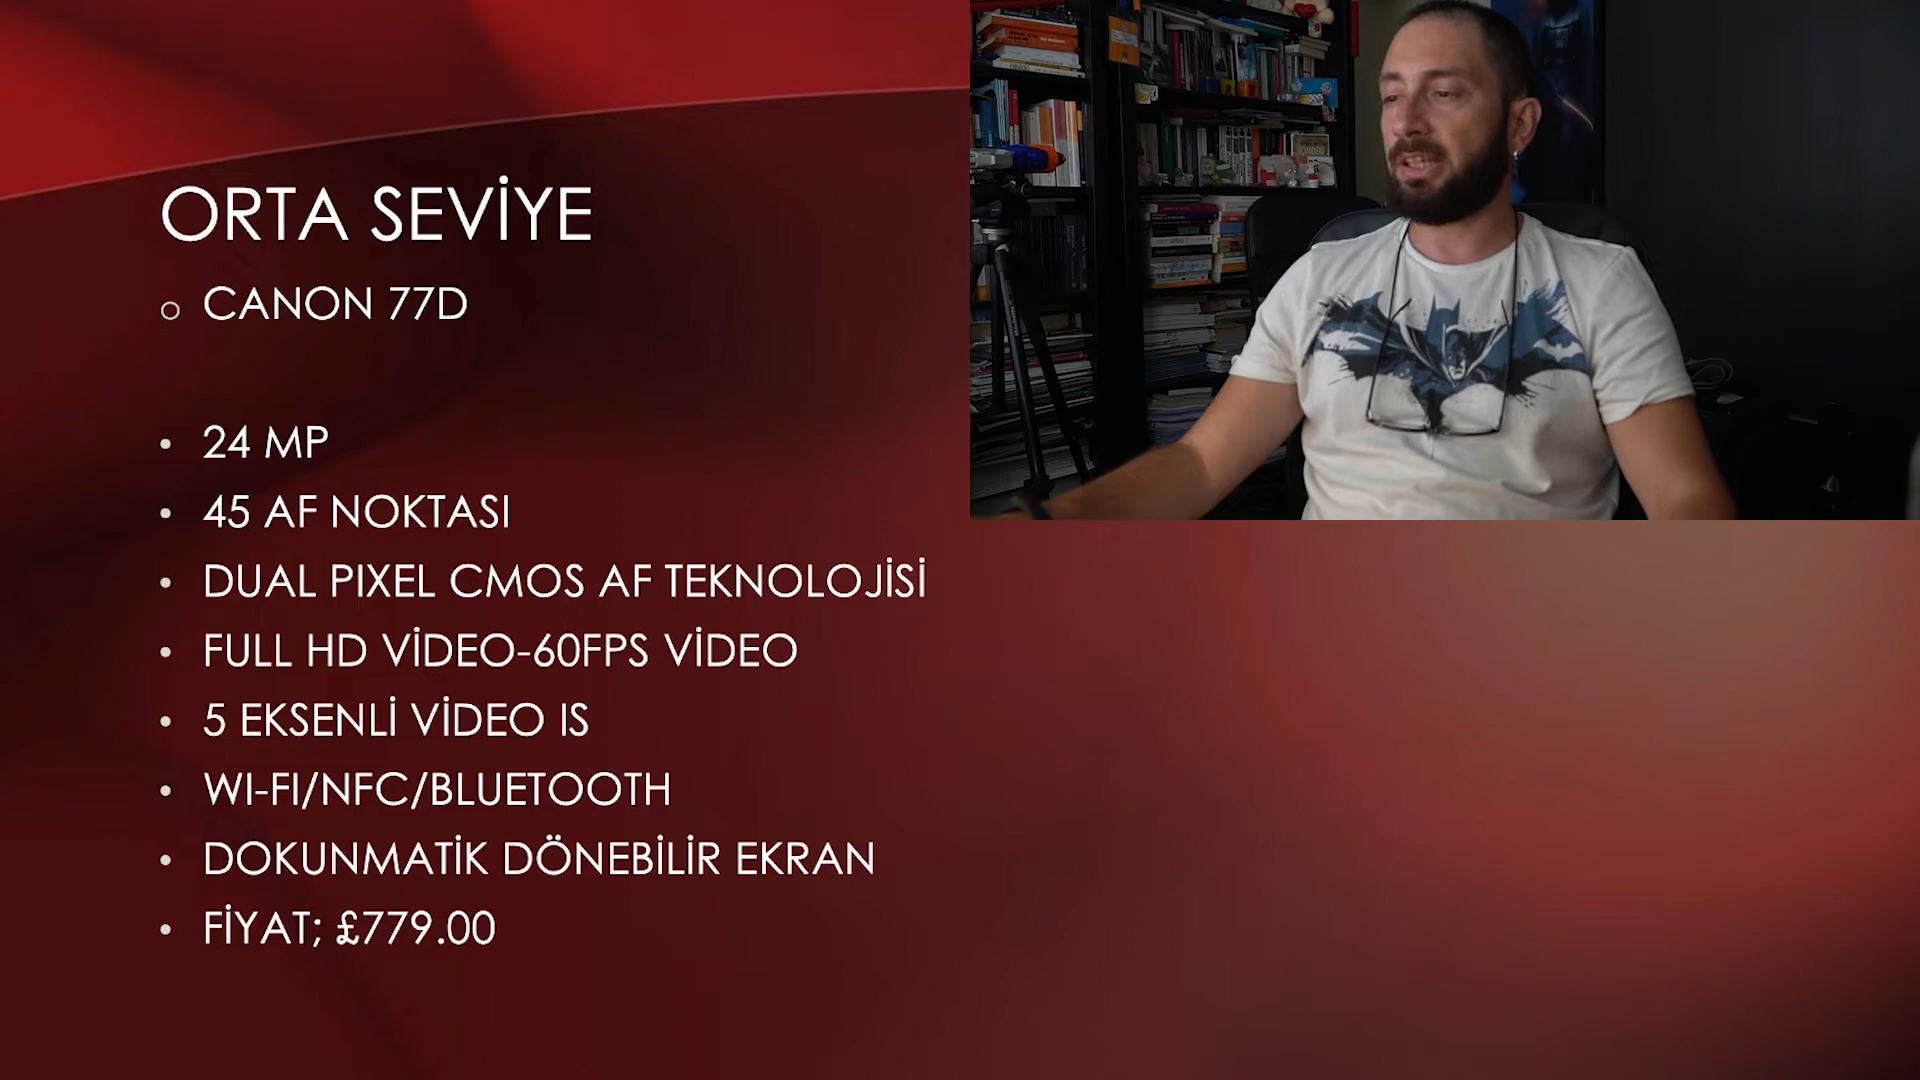 ORTA SEVİYE
CANON 77D
24 MP
45 AF NOKTASI
DUAL PIXEL CMOS AF TEKNOLOJİSİ
FULL HD VİDEO-60FPS VİDEO
5 EKSENLİ VİDEO IS
WI-FI/NFC/BLUETOOTH
DOKUNMATİK DÖNEBİLİR EKRAN
FİYAT; £779.00